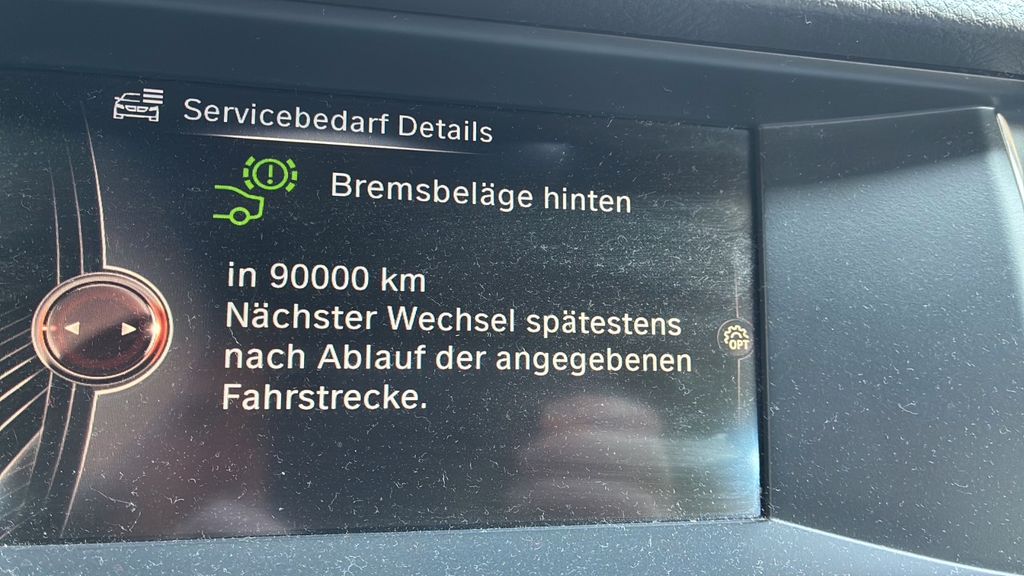 Servicebedarf Details
Bremsbeläge hinten
in 90000 km
Nächster Wechsel spätestens
nach Ablauf der angegebenen
Fahrstrecke.
OPT